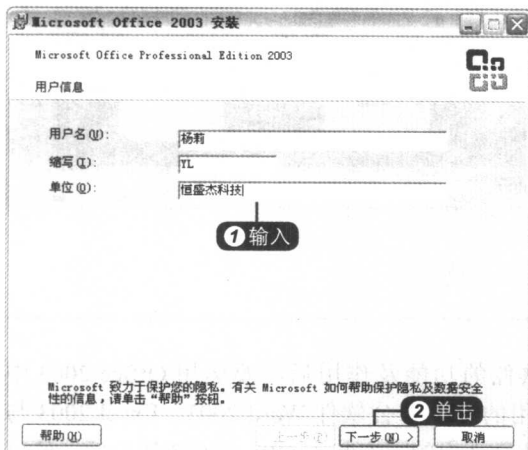 Microsoft Office 2003 安装
Microsoft Office Professional Edition 2003
用户信息
用户名(U):
杨莉
缩写(I):
YL
单位(O):
恒盛杰科技
1 输入
Microsoft 致力于保护您的隐私。有关 Microsoft 如何帮助保护隐私及数据安全
性的信息，请单击“帮助”按钮。
2 单击
帮助(H)
下一步(N) >
取消